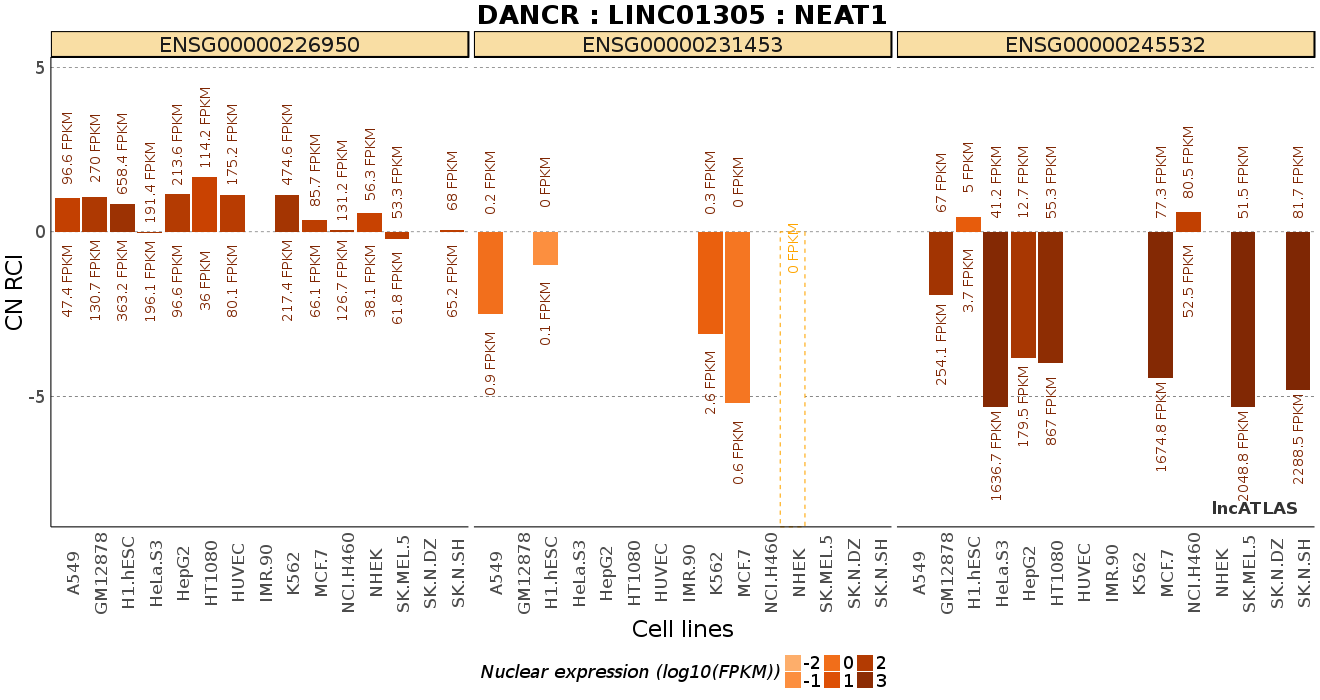 DANCR : LINC01305 : NEAT1
ENSG00000226950 ENSG00000231453 ENSG00000245532
CN RCI
5
0
-5
96.6 FPKM
270 FPKM
658.4 FPKM
191.4 FPKM
213.6 FPKM
114.2 FPKM
175.2 FPKM
474.6 FPKM
85.7 FPKM
131.2 FPKM
56.3 FPKM
53.3 FPKM
68 FPKM
47.4 FPKM
130.7 FPKM
363.2 FPKM
196.1 FPKM
96.6 FPKM
36 FPKM
80.1 FPKM
217.4 FPKM
66.1 FPKM
126.7 FPKM
38.1 FPKM
61.8 FPKM
65.2 FPKM
0.2 FPKM
0 FPKM
0.3 FPKM
0 FPKM
0 FPKM
0.9 FPKM
0.1 FPKM
2.6 FPKM
0.6 FPKM
67 FPKM
5 FPKM
41.2 FPKM
12.7 FPKM
55.3 FPKM
77.3 FPKM
80.5 FPKM
51.5 FPKM
81.7 FPKM
254.1 FPKM
3.7 FPKM
1636.7 FPKM
179.5 FPKM
867 FPKM
1674.8 FPKM
52.5 FPKM
2048.8 FPKM
2288.5 FPKM
lncATLAS
A549
GM12878
H1.hESC
HeLa.S3
HepG2
HT1080
HUVEC
IMR.90
K562
MCF.7
NCI.H460
NHEK
SK.MEL.5
SK.N.DZ
SK.N.SH
A549
GM12878
H1.hESC
HeLa.S3
HepG2
HT1080
HUVEC
IMR.90
K562
MCF.7
NCI.H460
NHEK
SK.MEL.5
SK.N.DZ
SK.N.SH
A549
GM12878
H1.hESC
HeLa.S3
HepG2
HT1080
HUVEC
IMR.90
K562
MCF.7
NCI.H460
NHEK
SK.MEL.5
SK.N.DZ
SK.N.SH
Cell lines
Nuclear expression (log10(FPKM))
-2 0 2
-1 1 3